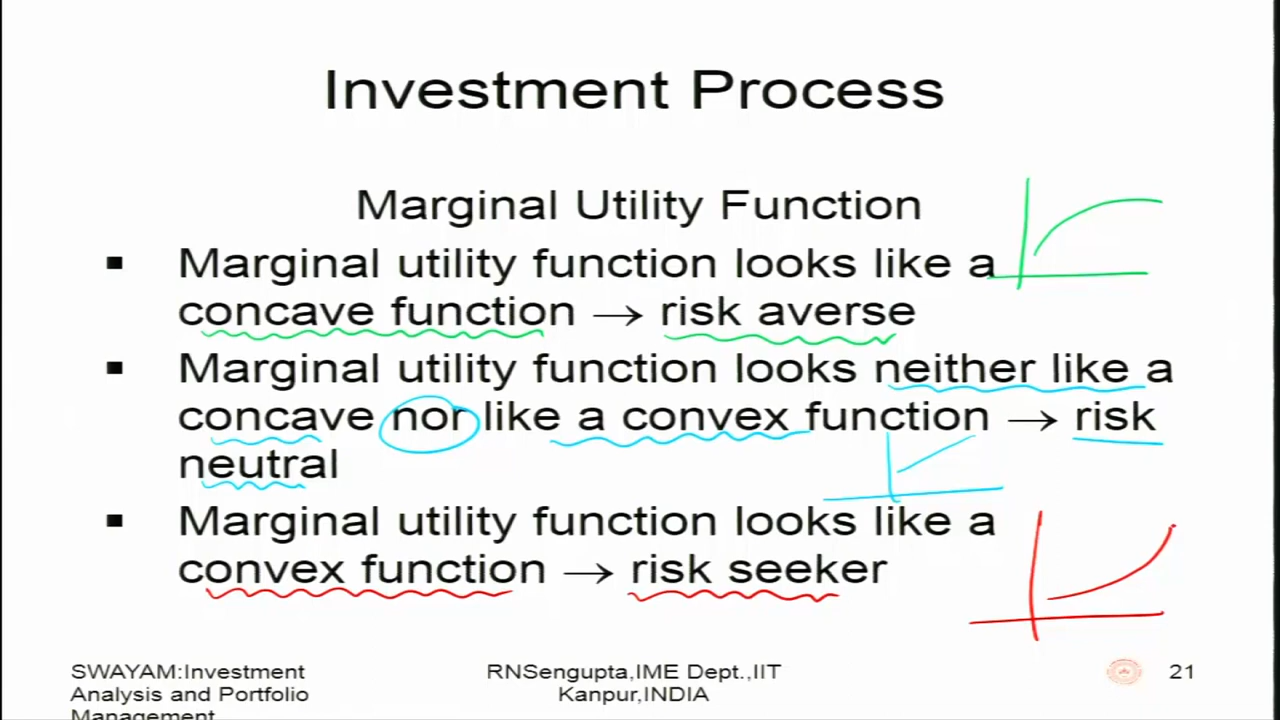 Investment Process
Marginal Utility Function
▪ Marginal utility function looks like a
concave function → risk averse
▪ Marginal utility function looks neither like a
concave nor like a convex function → risk
neutral
▪ Marginal utility function looks like a
convex function → risk seeker
SWAYAM:Investment
Analysis and Portfolio
Management
RNSengupta,IME Dept.,IIT
Kanpur,INDIA
21